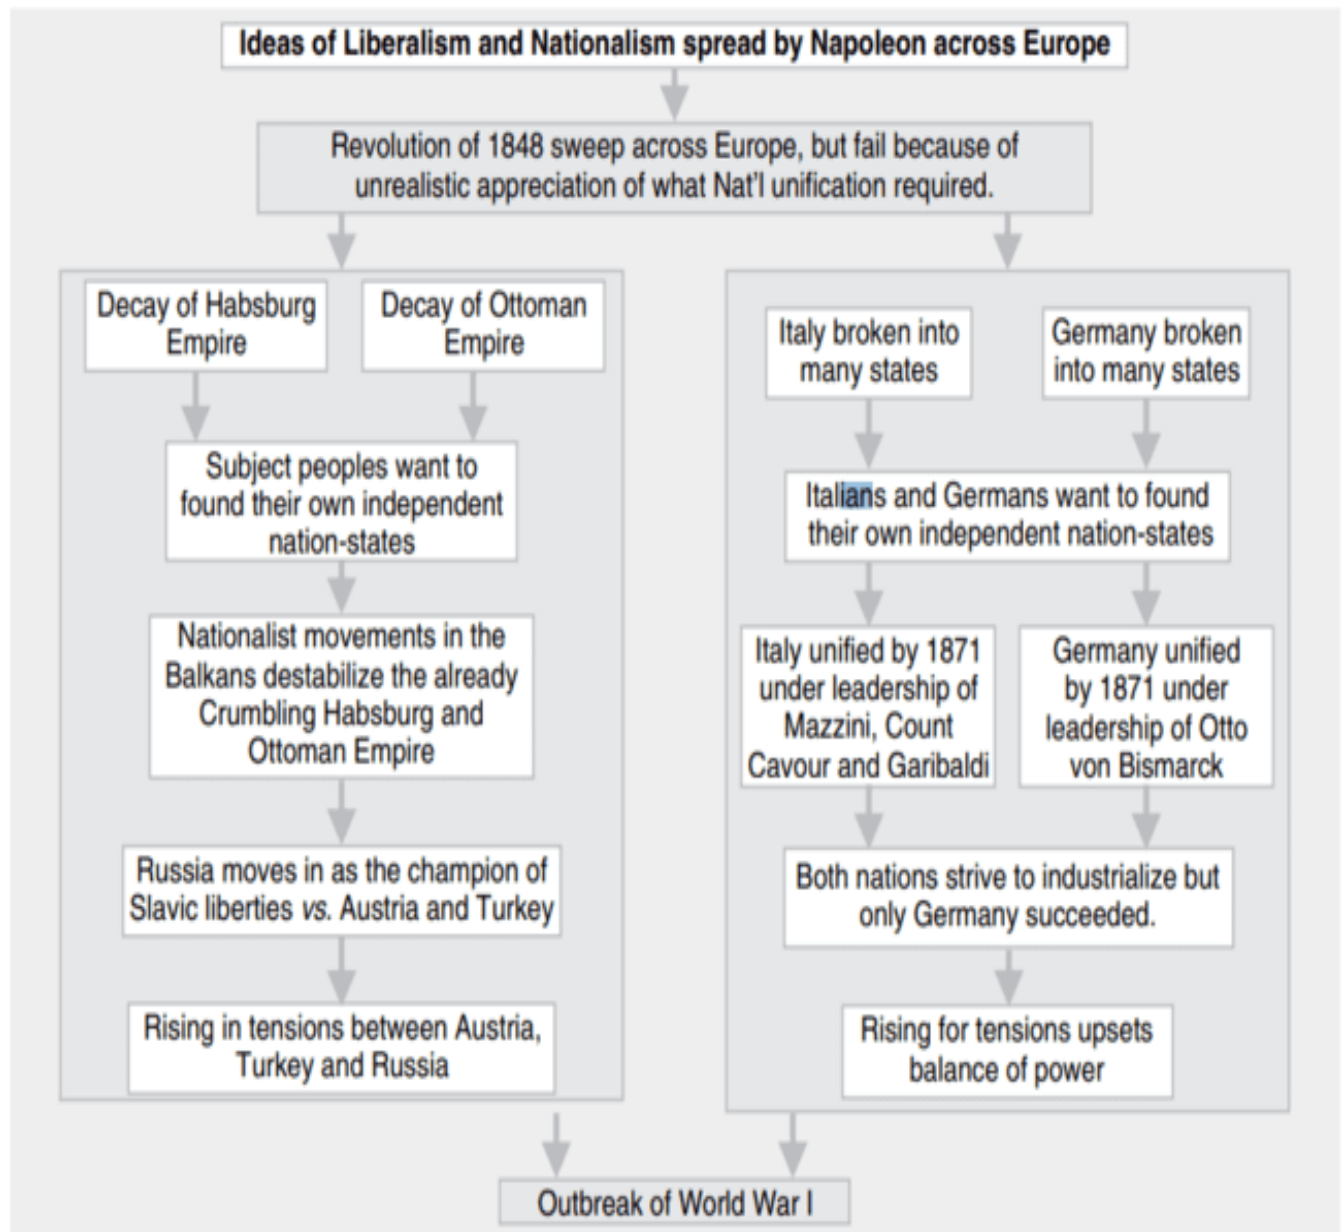 Ideas of Liberalism and Nationalism spread by Napoleon across Europe
Revolution of 1848 sweep across Europe, but fail because of
unrealistic appreciation of what Nat'l unification required.
Decay of Habsburg
Empire
Decay of Ottoman
Empire
Subject peoples want to
found their own independent
nation-states
Nationalist movements in the
Balkans destabilize the already
Crumbling Habsburg and
Ottoman Empire
Russia moves in as the champion of
Slavic liberties vs. Austria and Turkey
Rising in tensions between Austria,
Turkey and Russia
Italy broken into
many states
Germany broken
into many states
Italians and Germans want to found
their own independent nation-states
Italy unified by 1871
under leadership of
Mazzini, Count
Cavour and Garibaldi
Germany unified
by 1871 under
leadership of Otto
von Bismarck
Both nations strive to industrialize but
only Germany succeeded.
Rising for tensions upsets
balance of power
Outbreak of World War I